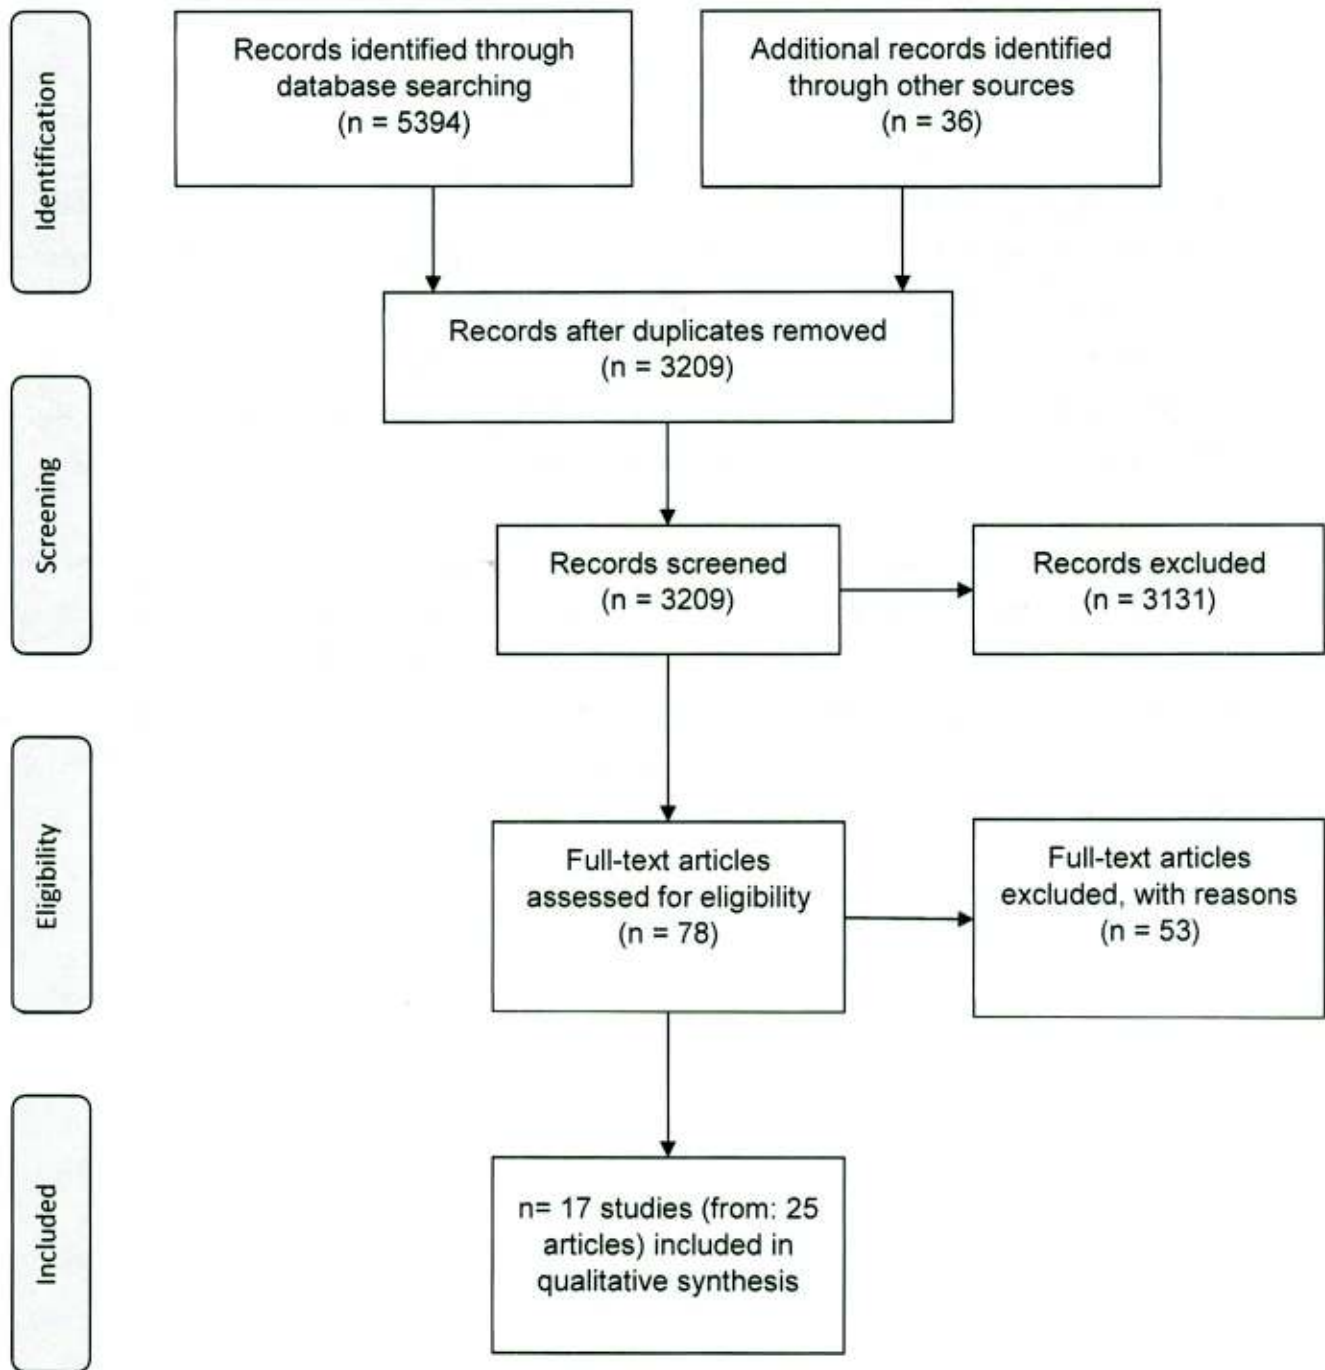 Identification
Records identified through
database searching
(n = 5394)
Additional records identified
through other sources
(n = 36)
Records after duplicates removed
(n = 3209)
Screening
Records screened
(n = 3209)
Records excluded
(n = 3131)
Eligibility
Full-text articles
assessed for eligibility
(n = 78)
Full-text articles
excluded, with reasons
(n = 53)
Included
n= 17 studies (from: 25
articles) included in
qualitative synthesis